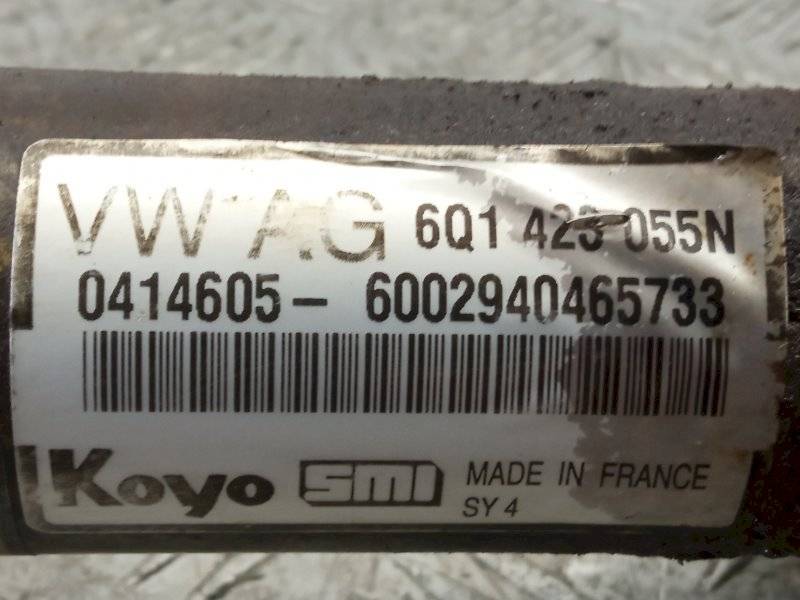 VW AG 6Q1 423 055N
0414605- 6002940465733
Koyo SMI MADE IN FRANCE
SY 4